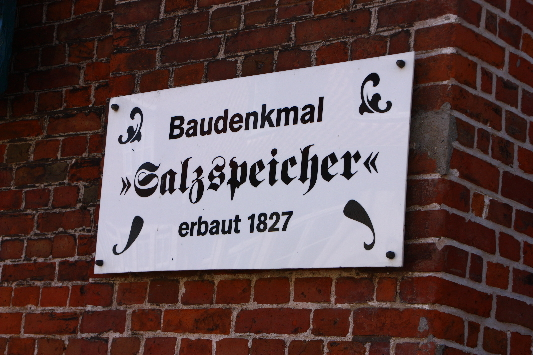 Baudenkmal
»Salzspeicher«
erbaut 1827